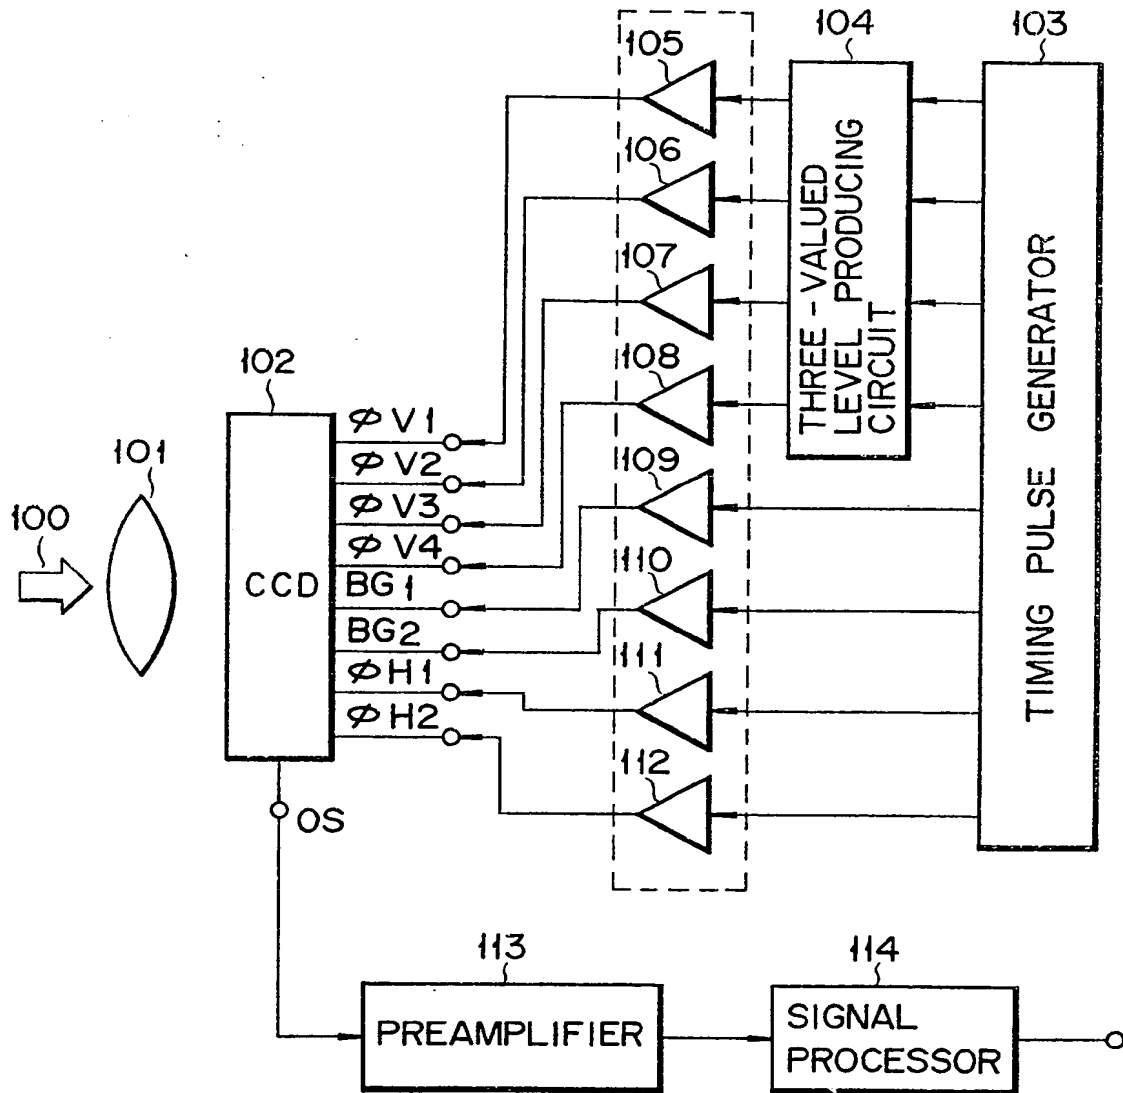 105
104
103
106
107
108
109
110
111
112
THREE-VALUED
LEVEL PRODUCING
CIRCUIT
TIMING PULSE GENERATOR
102
101
100
CCD
φV1
φV2
φV3
φV4
BG1
BG2
φH1
φH2
OS
113
114
PREAMPLIFIER
SIGNAL
PROCESSOR